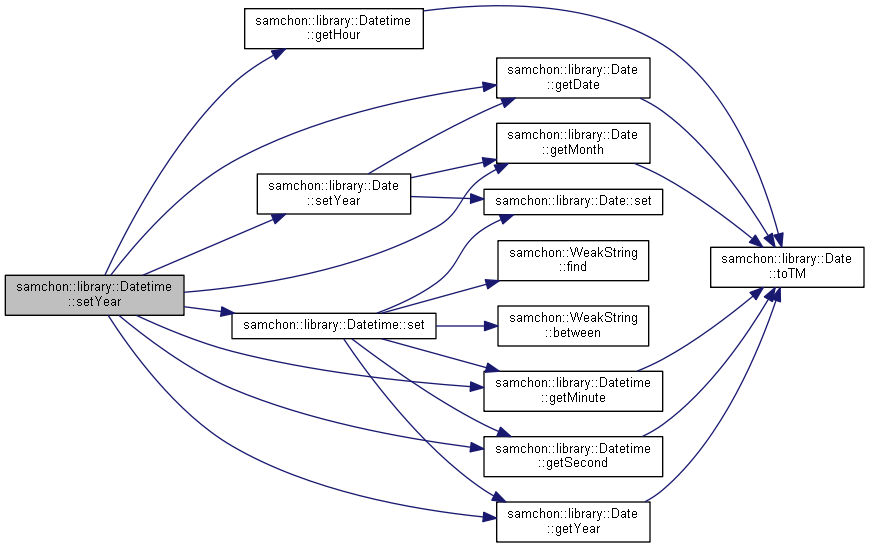 samchon::library::Datetime
::getHour
samchon::library::Date
::getDate
samchon::library::Date
::getMonth
samchon::library::Date
::setYear
samchon::library::Date::set
samchon::WeakString
::find
samchon::library::Date
::toTM
samchon::library::Datetime
::setYear
samchon::library::Datetime::set
samchon::WeakString
::between
samchon::library::Datetime
::getMinute
samchon::library::Datetime
::getSecond
samchon::library::Date
::getYear